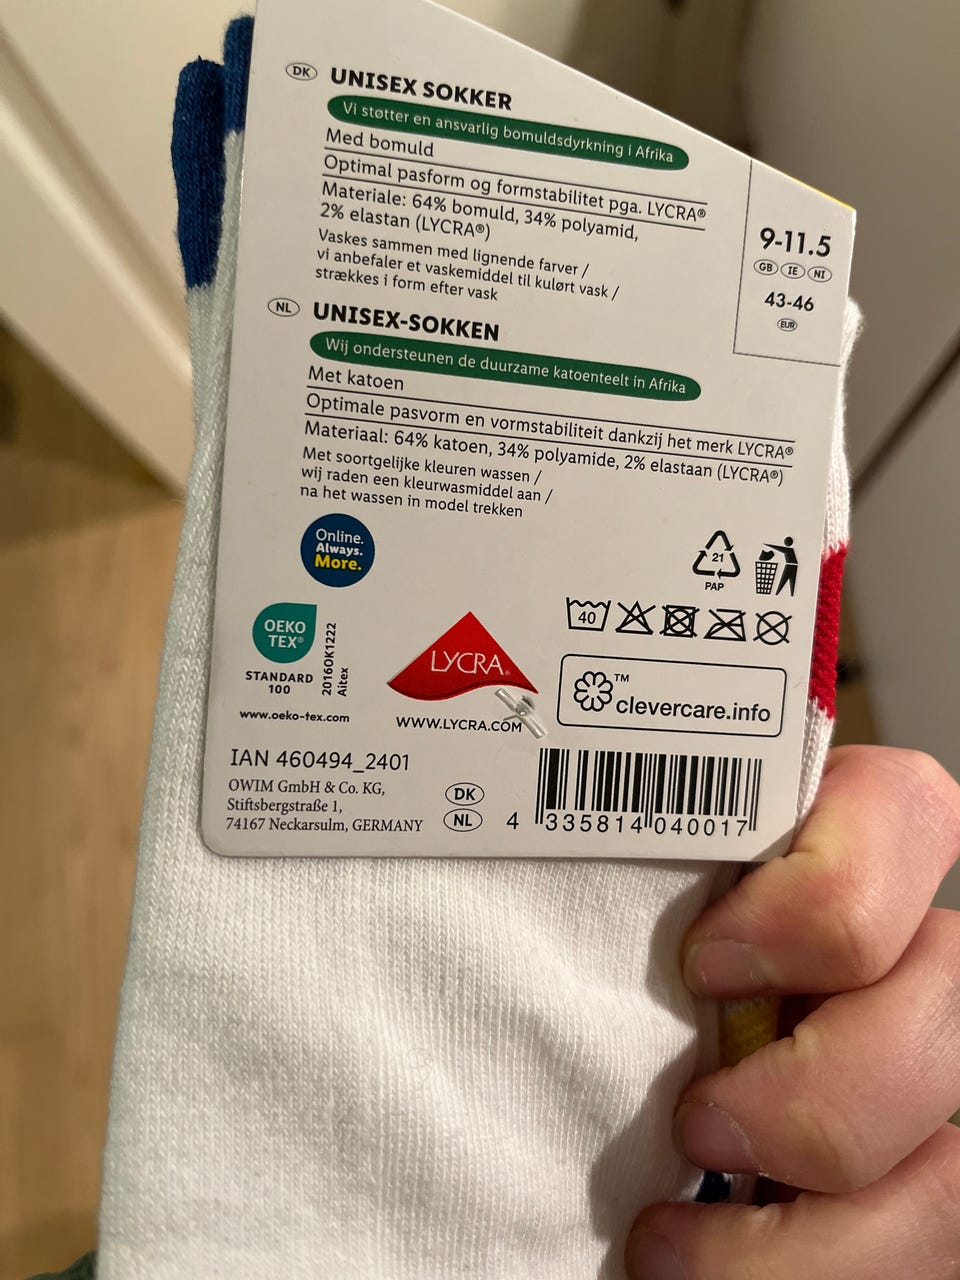 DK UNISEX SOKKER
Vi støtter en ansvarlig bomuldsdyrkning i Afrika
Med bomuld
Optimal pasform og formstabilitet pga. LYCRA®
Materiale: 64% bomuld, 34% polyamid,
2% elastan (LYCRA®)
Vaskes sammen med lignende farver /
vi anbefaler et vaskemiddel til kulørt vask /
strækkes i form efter vask
9-11.5
GB IE NI
43-46
EUR
NL UNISEX-SOKKEN
Wij ondersteunen de duurzame katoenteelt in Afrika
Met katoen
Optimale pasvorm en vormstabiliteit dankzij het merk LYCRA®
Materiaal: 64% katoen, 34% polyamide, 2% elastaan (LYCRA®)
Met soortgelijke kleuren wassen /
wij raden een kleurwasmiddel aan /
na het wassen in model trekken
Online.
Always.
More.
21
PAP
40
OEKO
TEX®
STANDARD
100
2016OK1222
Aitex
www.oeko-tex.com
LYCRA®
WWW.LYCRA.COM
™
clevercare.info
IAN 460494_2401
OWIM GmbH & Co. KG,
Stiftsbergstraße 1,
74167 Neckarsulm, GERMANY
DK
NL
4 335814 040017